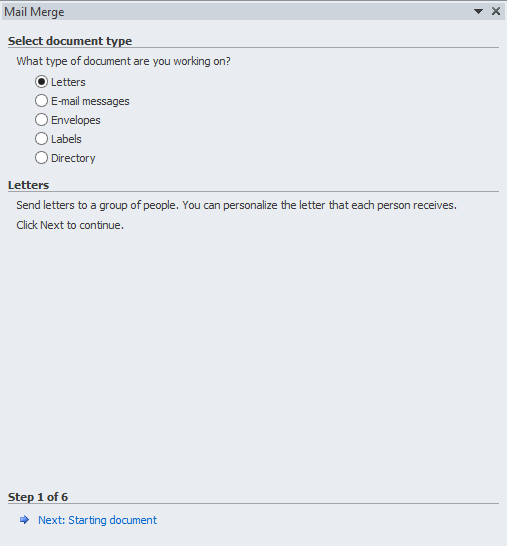 Mail Merge
Select document type
What type of document are you working on?
Letters
E-mail messages
Envelopes
Labels
Directory
Letters
Send letters to a group of people. You can personalize the letter that each person receives.
Click Next to continue.
Step 1 of 6
Next: Starting document